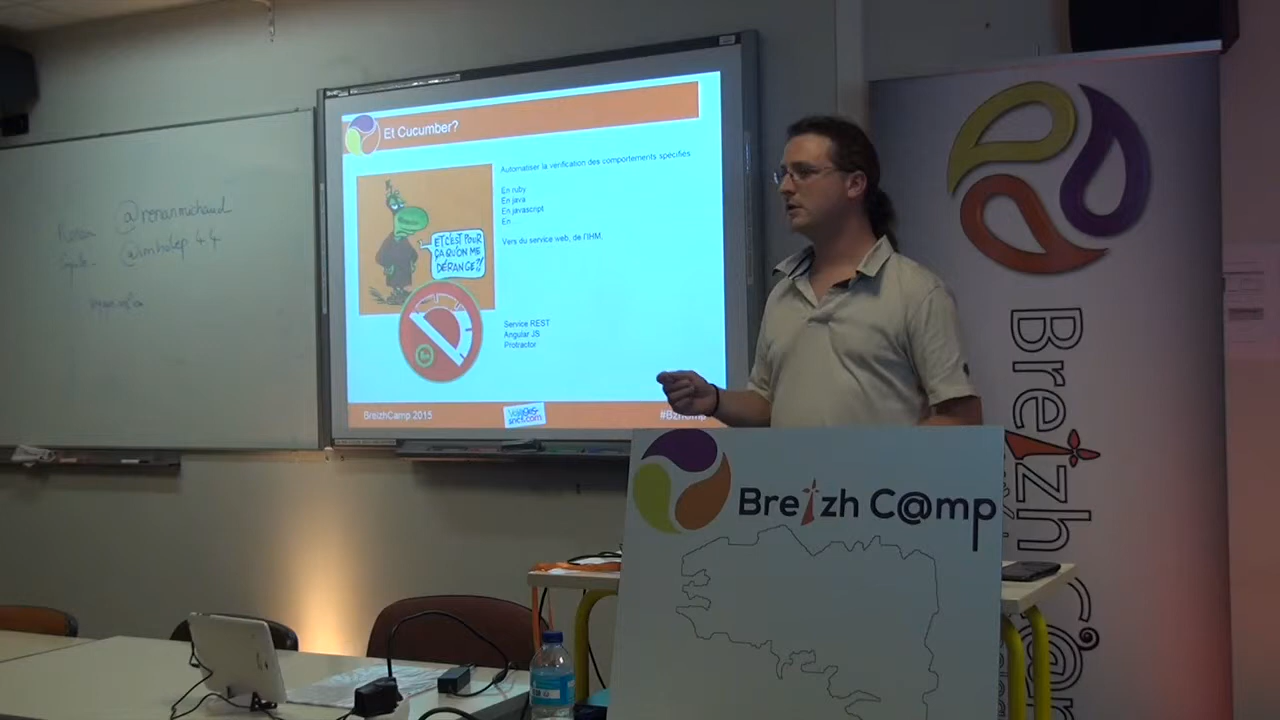 @renanmichaud
@imhotep44
Et Cucumber?
Automatiser la vérification des comportements spécifiés
En ruby
En java
En javascript
En
Vers du service web, de l'IHM.
ET C'EST POUR
ÇA QU'ON ME
DÉRANGE?!
Service REST
Angular JS
Protractor
BreizhCamp 2015
Breizh C@mp
Breizh C@mp